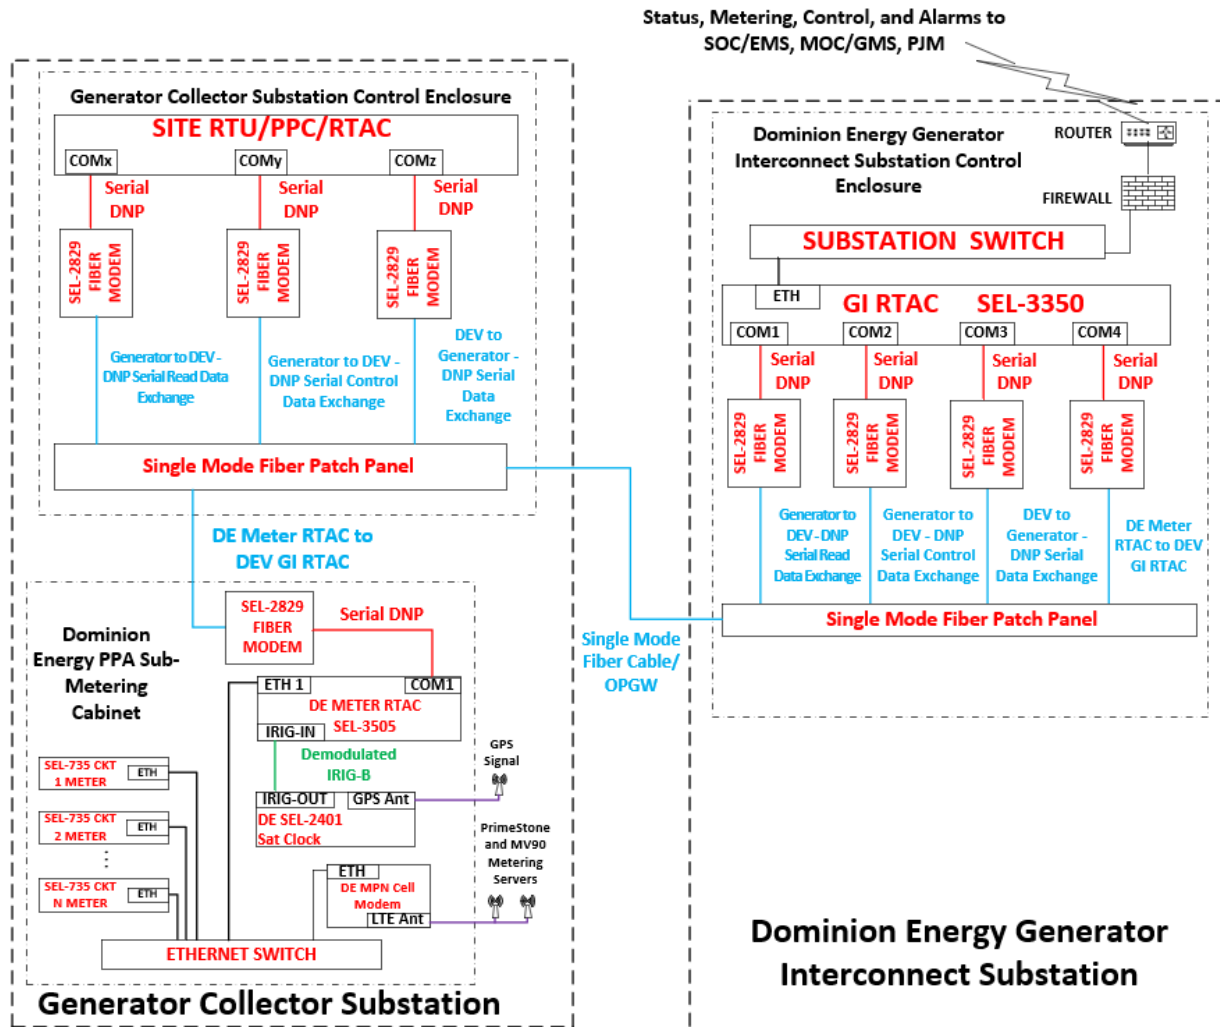 Status, Metering, Control, and Alarms to
SOC/EMS, MOC/GMS, PJM
Generator Collector Substation Control Enclosure
SITE RTU/PPC/RTAC
COMx
COMy
COMz
Serial
DNP
Serial
DNP
Serial
DNP
SEL-2829
FIBER
MODEM
SEL-2829
FIBER
MODEM
SEL-2829
FIBER
MODEM
Generator to DEV -
DNP Serial Read Data
Exchange
Generator to DEV
- DNP Serial Control
Data Exchange
DEV to
Generator -
DNP Serial
Data
Exchange
Single Mode Fiber Patch Panel
DE Meter RTAC to
DEV GI RTAC
Dominion
Energy PPA Sub-
Metering
Cabinet
SEL-2829
FIBER
MODEM
Serial DNP
ETH 1
COM1
DE METER RTAC
SEL-3505
IRIG-IN
Demodulated
IRIG-B
IRIG-OUT
GPS Ant
DE SEL-2401
Sat Clock
GPS
Signal
SEL-735 CKT
1 METER
ETH
SEL-735 CKT
2 METER
ETH
SEL-735 CKT
N METER
ETH
PrimeStone
and MV90
Metering
Servers
ETH
DE MPN Cell
Modem
LTE Ant
ETHERNET SWITCH
Generator Collector Substation
Single Mode
Fiber Cable/
OPGW
Dominion Energy Generator
Interconnect Substation Control
Enclosure
ROUTER
FIREWALL
SUBSTATION SWITCH
ETH
GI RTAC SEL-3350
COM1
COM2
COM3
COM4
Serial
DNP
Serial
DNP
Serial
DNP
Serial
DNP
SEL-2829
FIBER
MODEM
SEL-2829
FIBER
MODEM
SEL-2829
FIBER
MODEM
SEL-2829
FIBER
MODEM
Generator to
DEV - DNP
Serial Read
Data Exchange
Generator to
DEV - DNP
Serial Control
Data Exchange
DEV to
Generator -
DNP Serial
Data Exchange
DE Meter
RTAC to DEV
GI RTAC
Single Mode Fiber Patch Panel
Dominion Energy Generator
Interconnect Substation